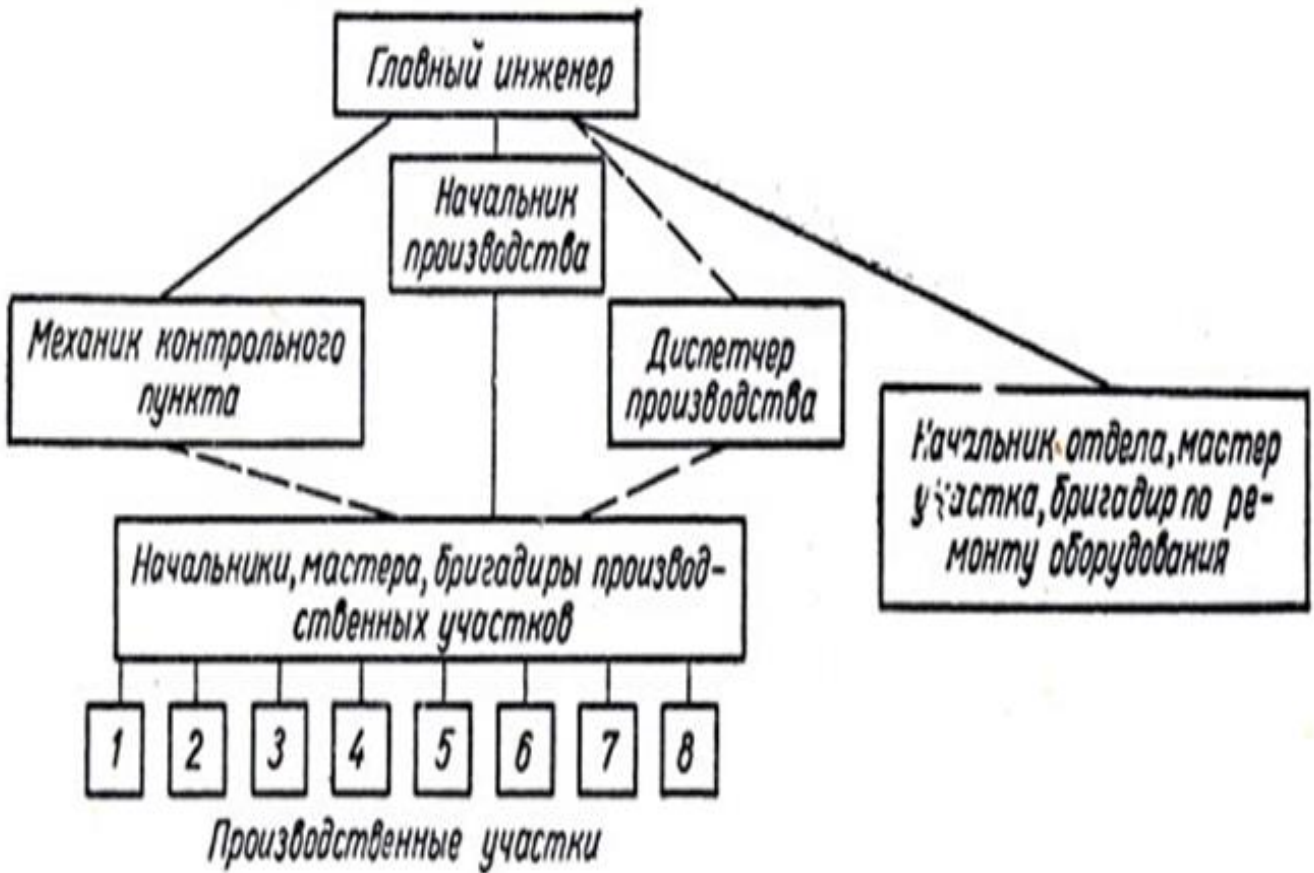 Главный инженер
Начальник
производства
Механик контрольного
пункта
Диспетчер
производства
Начальник отдела, мастер
участка, бригадир по ре-
монту оборудования
Начальники, мастера, бригадиры производ-
ственных участков
1 2 3 4 5 6 7 8
Производственные участки